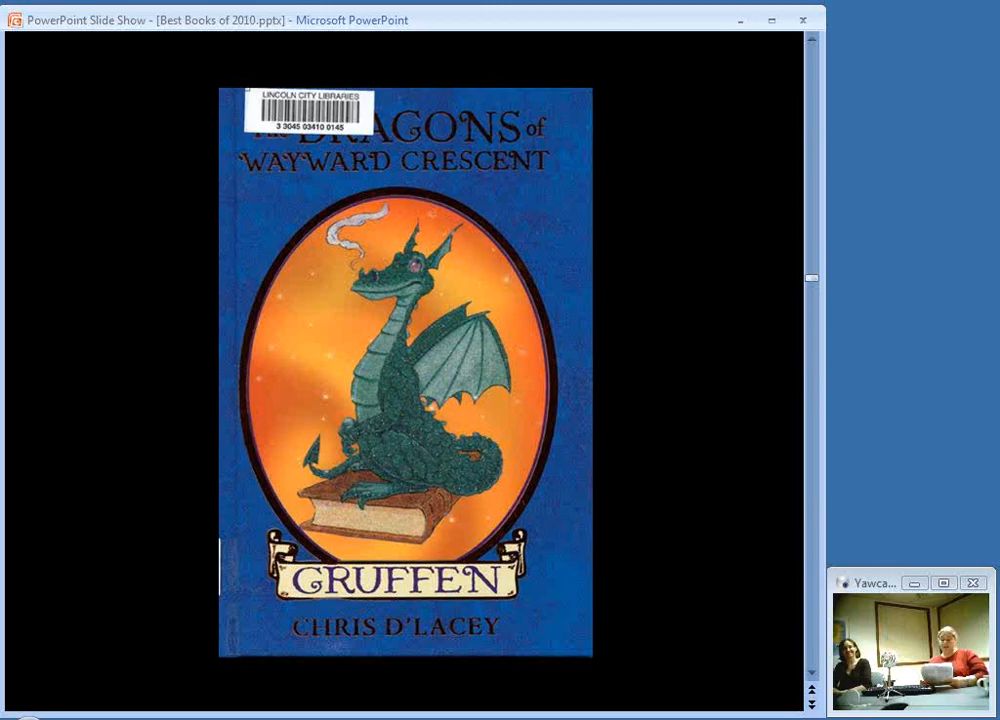 PowerPoint Slide Show - [Best Books of 2010.pptx] - Microsoft PowerPoint
LINCOLN CITY LIBRARIES
3 3045 03410 0145
DRAGONS of
WAYWARD CRESCENT
GRUFFEN
CHRIS D'LACEY
Yawca...